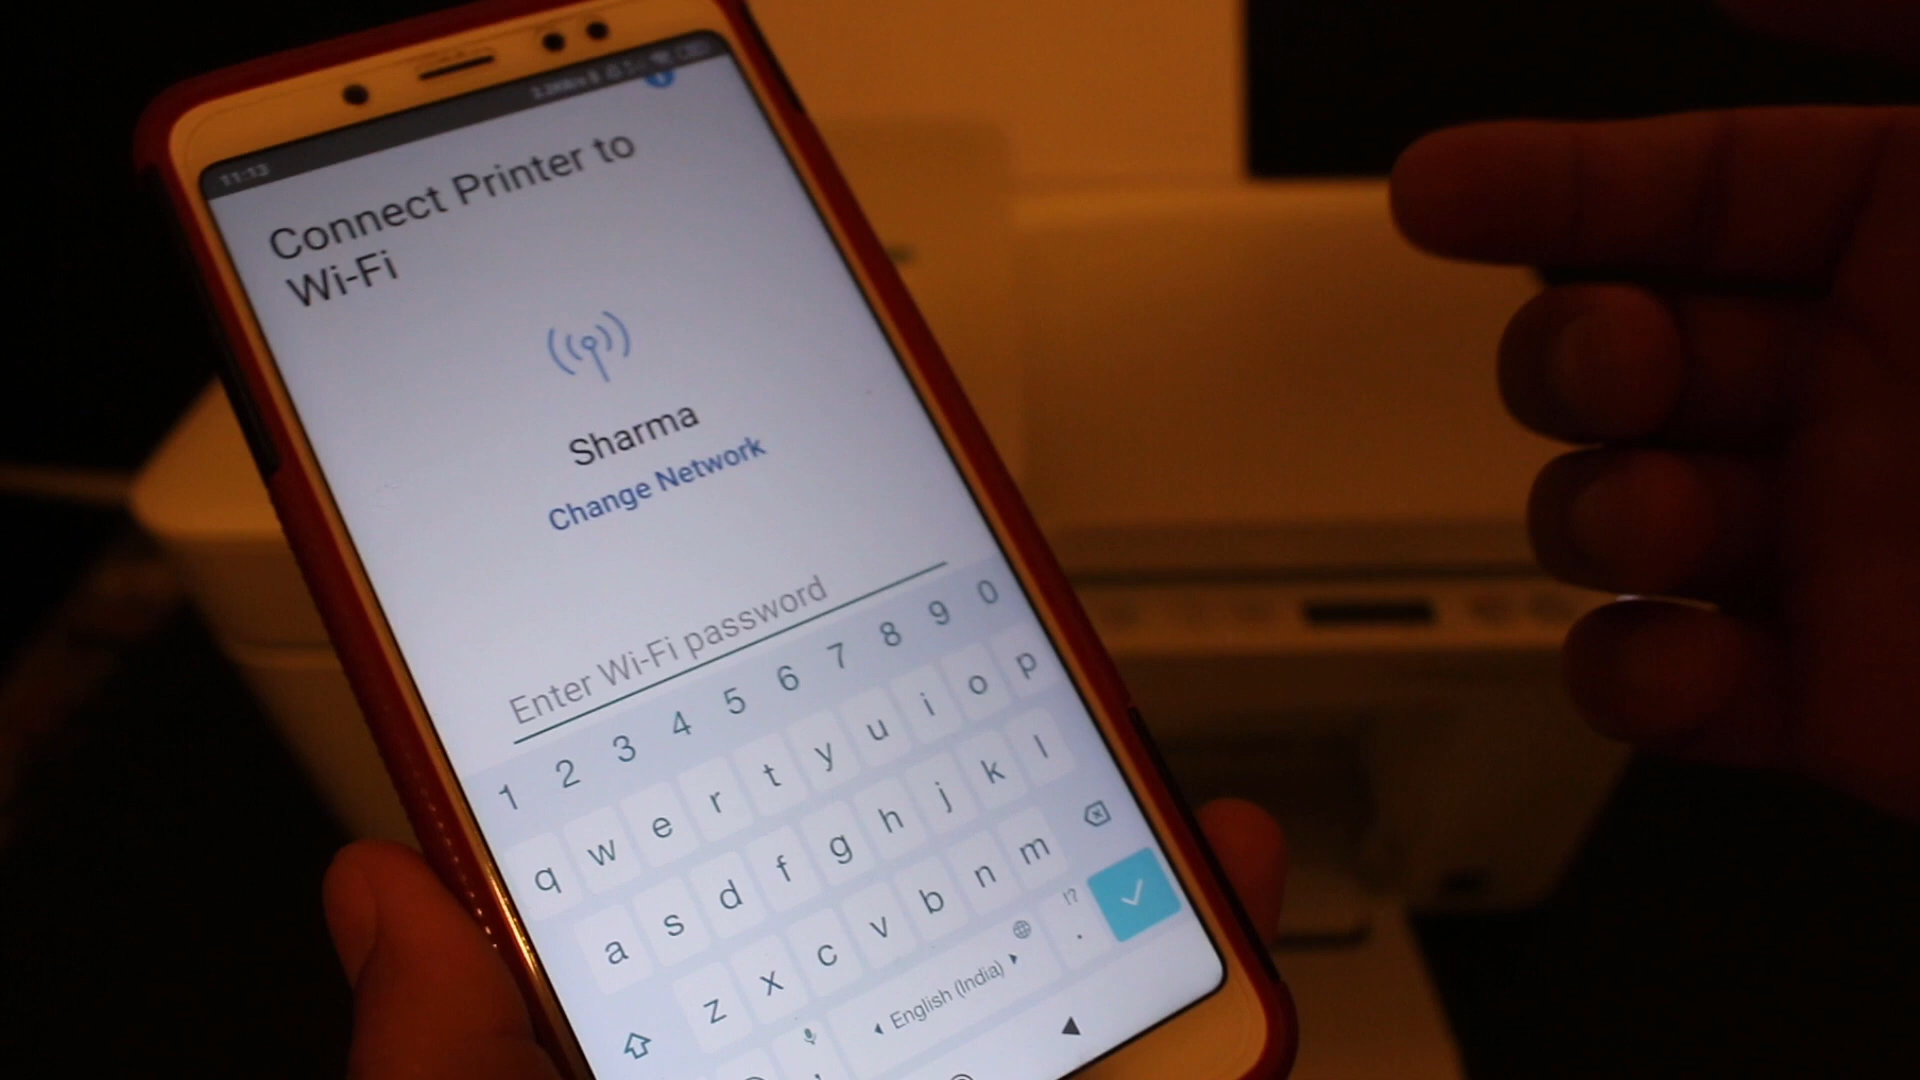 11:13
Connect Printer to
Wi-Fi
Sharma
Change Network
Enter Wi-Fi password
1 2 3 4 5 6 7 8 9 0
q w e r t y u i o p
a s d f g h j k l
z x c v b n m
English (India)
!?
.